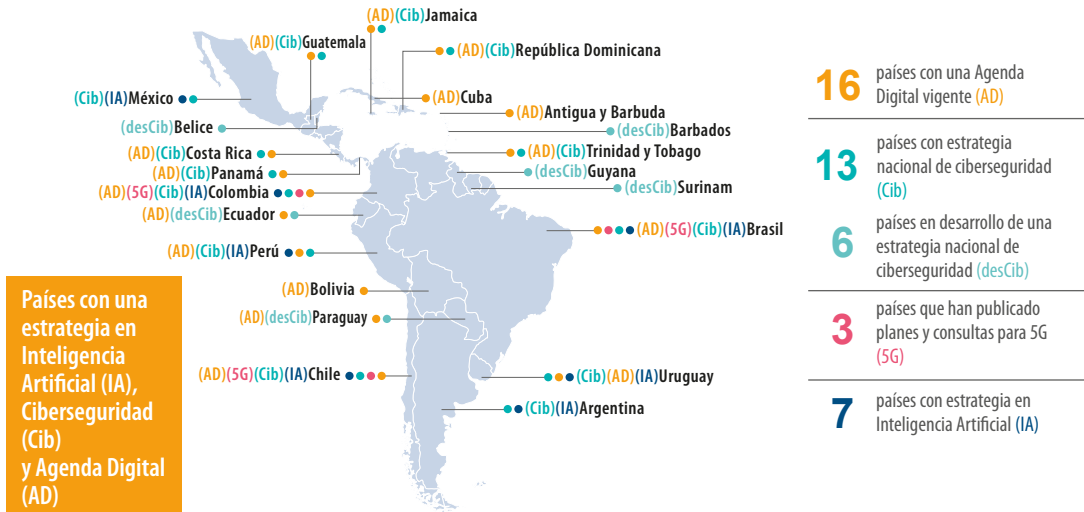 (AD)(Cib)Jamaica
(AD)(Cib)Guatemala
(AD)(Cib)República Dominicana
(Cib)(IA)México
(AD)Cuba
(AD)Antigua y Barbuda
(desCib)Belice
(desCib)Barbados
(AD)(Cib)Costa Rica
(AD)(Cib)Trinidad y Tobago
(AD)(Cib)Panamá
(desCib)Guyana
(AD)(5G)(Cib)(IA)Colombia
(desCib)Surinam
(AD)(desCib)Ecuador
(AD)(5G)(Cib)(IA)Brasil
(AD)(Cib)(IA)Perú
(AD)Bolivia
(AD)(desCib)Paraguay
(AD)(5G)(Cib)(IA)Chile
(Cib)(AD)(IA)Uruguay
(Cib)(IA)Argentina
Países con una
estrategia en
Inteligencia
Artificial (IA),
Ciberseguridad
(Cib)
y Agenda Digital
(AD)
16
países con una Agenda
Digital vigente (AD)
13
países con estrategia
nacional de ciberseguridad
(Cib)
6
países en desarrollo de una
estrategia nacional de
ciberseguridad (desCib)
3
países que han publicado
planes y consultas para 5G
(5G)
7
países con estrategia en
Inteligencia Artificial (IA)